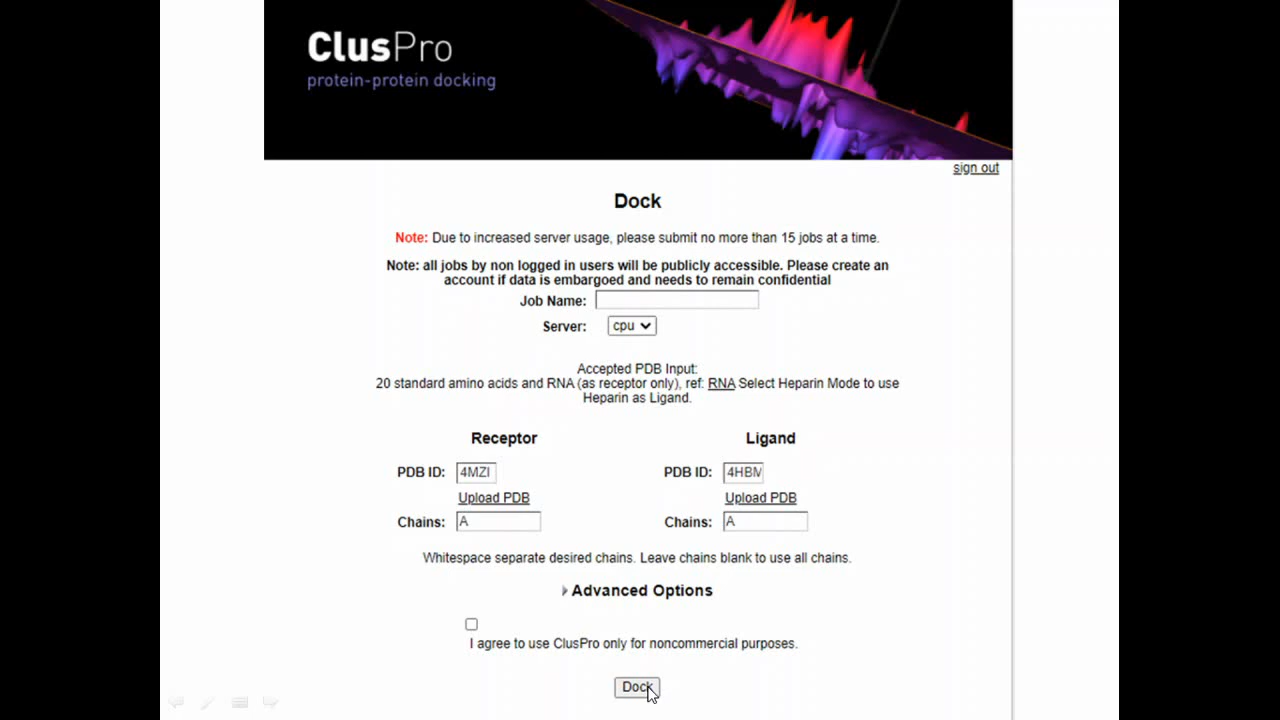 ClusPro
protein-protein docking
sign out
Dock
Note: Due to increased server usage, please submit no more than 15 jobs at a time.
Note: all jobs by non logged in users will be publicly accessible. Please create an
account if data is embargoed and needs to remain confidential
Job Name:
Server: cpu
Accepted PDB Input:
20 standard amino acids and RNA (as receptor only), ref: RNA Select Heparin Mode to use
Heparin as Ligand.
Receptor Ligand
PDB ID: 4MZI PDB ID: 4HBM
Upload PDB Upload PDB
Chains: A Chains: A
Whitespace separate desired chains. Leave chains blank to use all chains.
Advanced Options
I agree to use ClusPro only for noncommercial purposes.
Dock